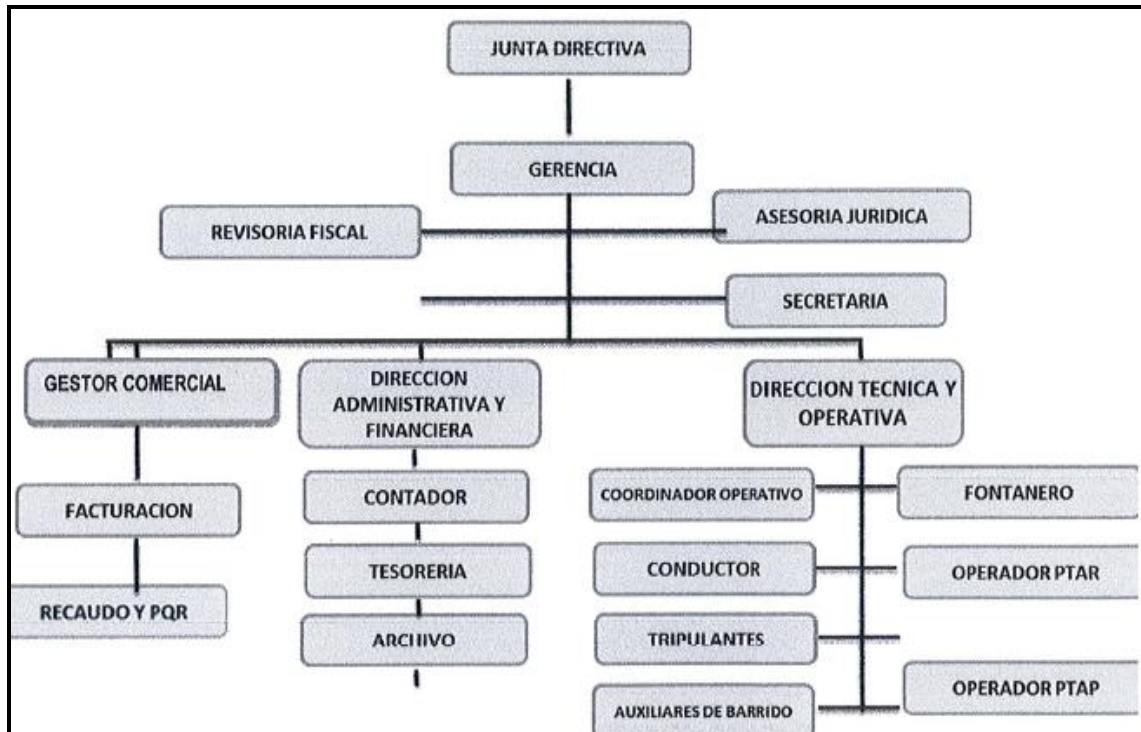 JUNTA DIRECTIVA
GERENCIA
REVISORIA FISCAL
ASESORIA JURIDICA
SECRETARIA
GESTOR COMERCIAL
DIRECCION
ADMINISTRATIVA Y
FINANCIERA
DIRECCION TECNICA Y
OPERATIVA
FACTURACION
RECAUDO Y PQR
CONTADOR
TESORERIA
ARCHIVO
COORDINADOR OPERATIVO
FONTANERO
CONDUCTOR
OPERADOR PTAR
TRIPULANTES
OPERADOR PTAP
AUXILIARES DE BARRIDO